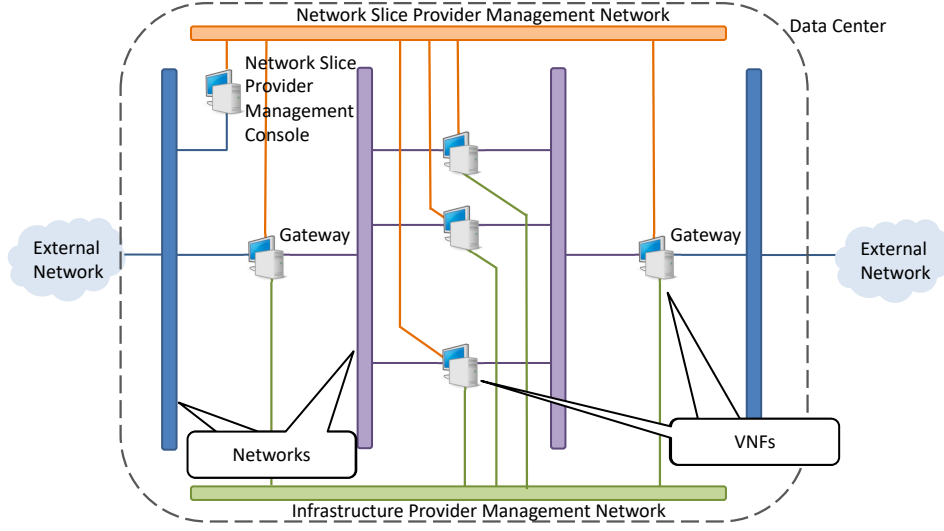 Network Slice Provider Management Network
Data Center
Network Slice
Provider
Management
Console
Gateway
Gateway
External
Network
External
Network
Networks
VNFs
Infrastructure Provider Management Network